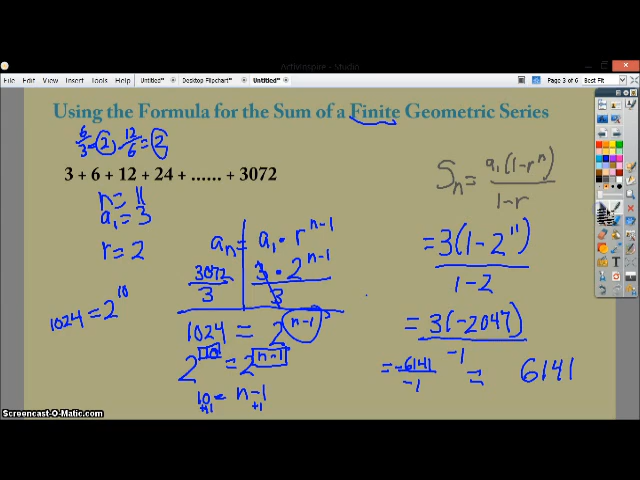 ActivInspire - Studio
File Edit View Insert Tools Help Untitled* Desktop Flipchart* Untitled* Page 3 of 6 Best Fit
Using the Formula for the Sum of a Finite Geometric Series
6/3 = 2, 12/6 = 2
3 + 6 + 12 + 24 + ...... + 3072
n = 11
a₁ = 3
r = 2
1024 = 2^10
aₙ = a₁ · r^(n-1)
3072/3 3 · 2^(n-1)/3
1024 = 2^(n-1)
2^10 = 2^(n-1)
10 = n-1
+1 +1
Sₙ = a₁(1-rⁿ)/1-r
= 3(1-2^11)/1-2
= 3(-2047)/-1
= -6141/-1 = 6141
Screencast-O-Matic.com